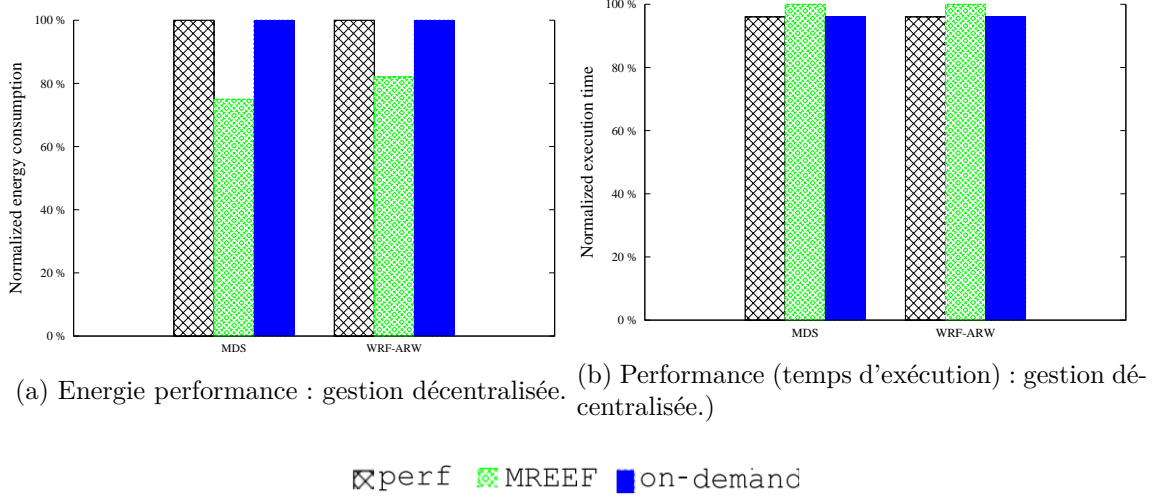 100 %
80 %
60 %
40 %
20 %
0 %
Normalized energy consumption
MDS
WRF-ARW
(a) Energie performance : gestion décentralisée.
100 %
80 %
60 %
40 %
20 %
0 %
Normalized execution time
MDS
WRF-ARW
(b) Performance (temps d'exécution) : gestion dé-
centralisée.)
perf MREEF on-demand